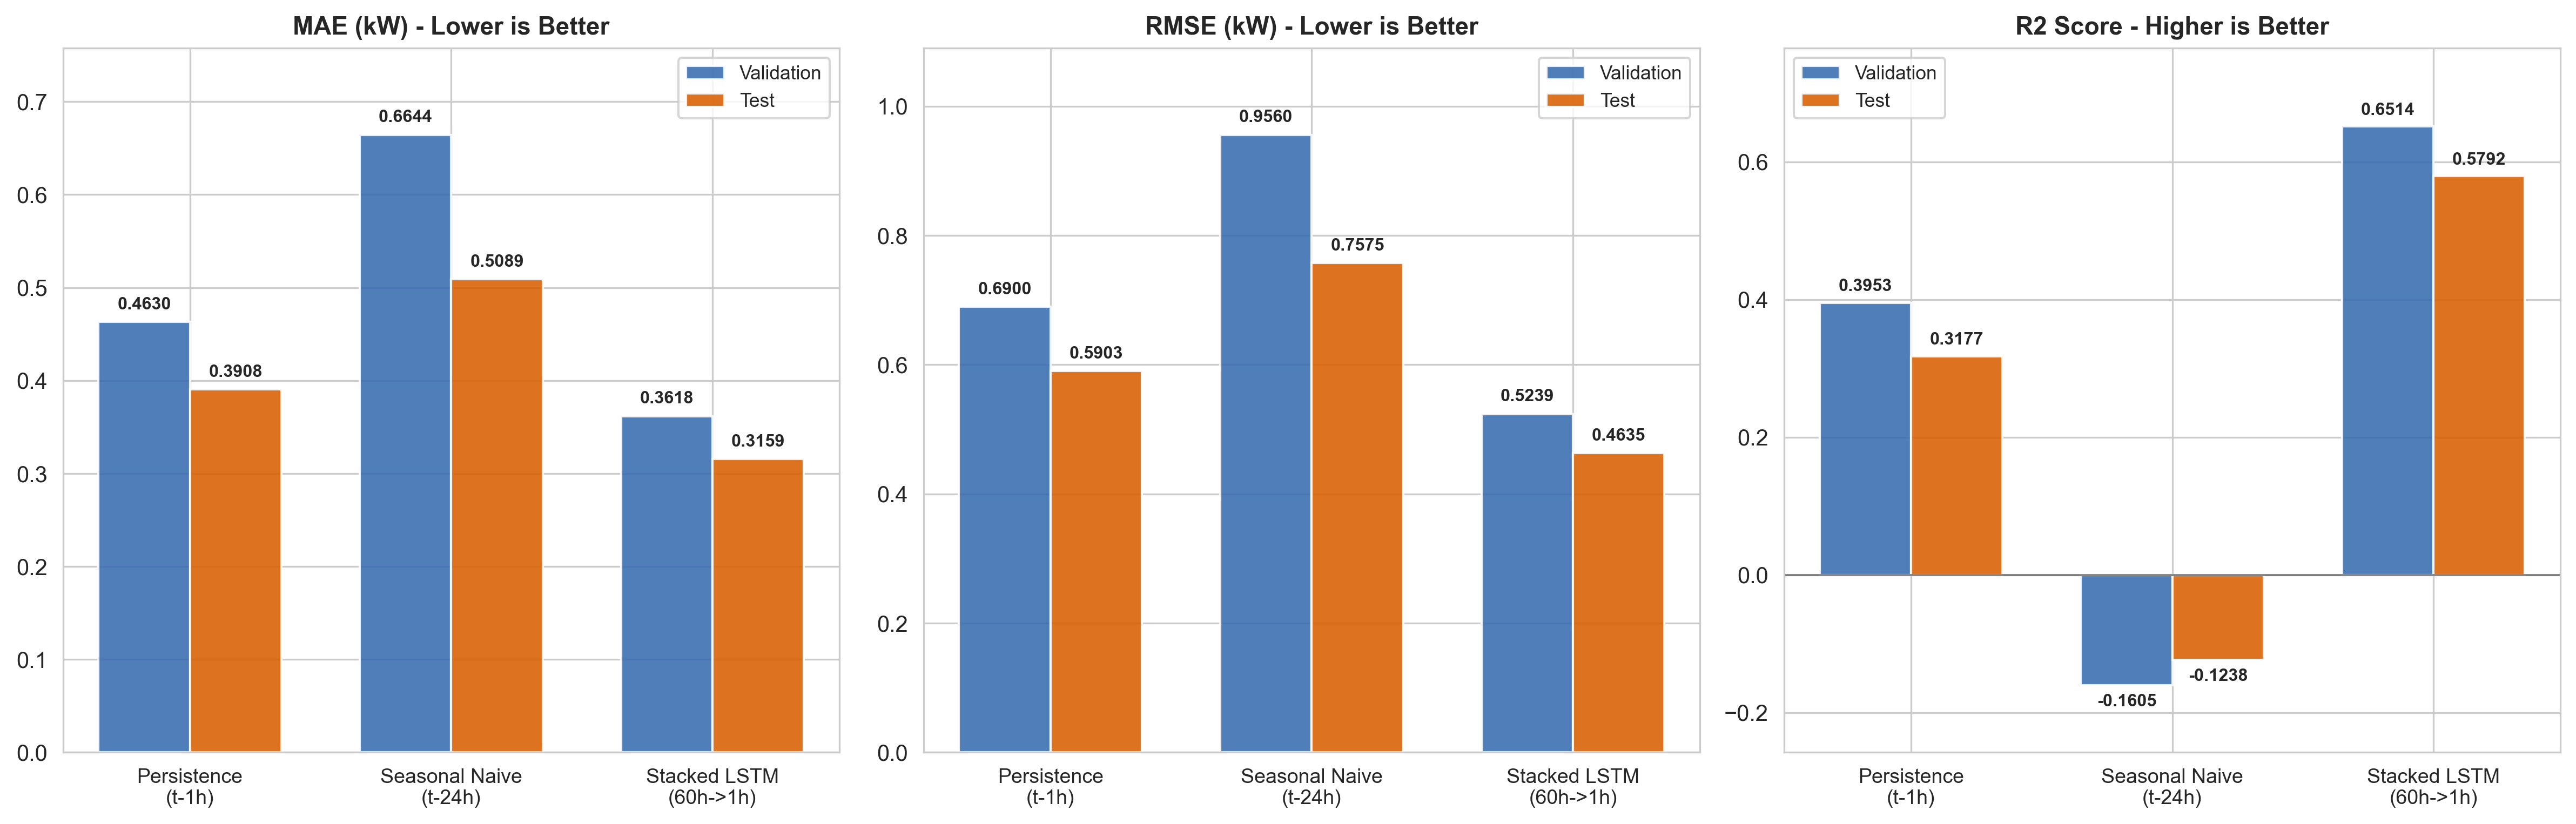 MAE (kW) - Lower is Better
Validation
Test
0.7
0.6
0.5
0.4
0.3
0.2
0.1
0.0
0.4630
0.3908
0.6644
0.5089
0.3618
0.3159
Persistence
(t-1h)
Seasonal Naive
(t-24h)
Stacked LSTM
(60h->1h)
RMSE (kW) - Lower is Better
Validation
Test
1.0
0.8
0.6
0.4
0.2
0.0
0.6900
0.5903
0.9560
0.7575
0.5239
0.4635
Persistence
(t-1h)
Seasonal Naive
(t-24h)
Stacked LSTM
(60h->1h)
R2 Score - Higher is Better
Validation
Test
0.6
0.4
0.2
0.0
−0.2
0.3953
0.3177
-0.1605
-0.1238
0.6514
0.5792
Persistence
(t-1h)
Seasonal Naive
(t-24h)
Stacked LSTM
(60h->1h)